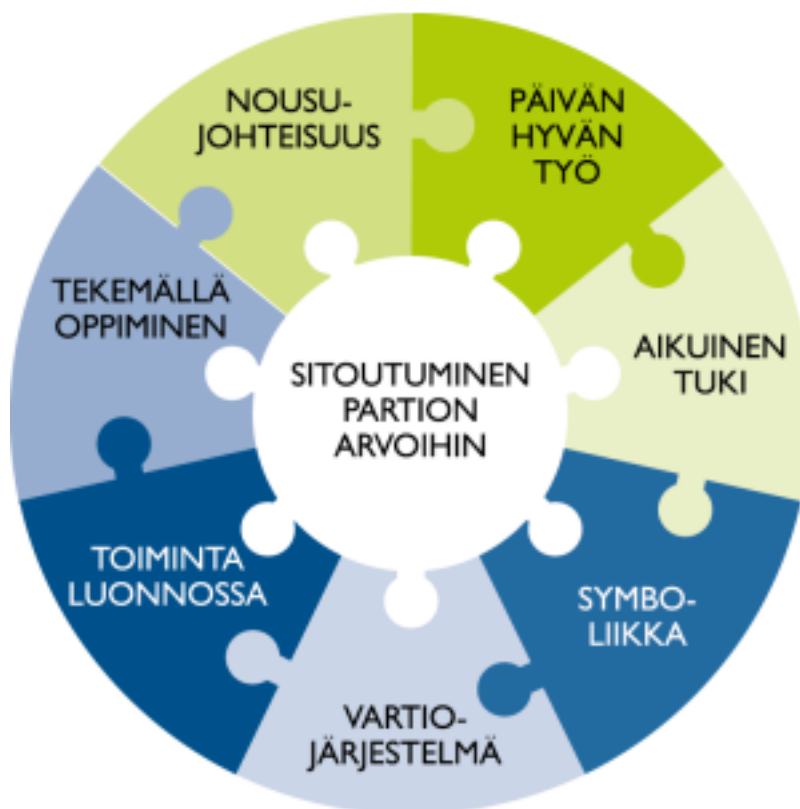 NOUSU-
JOHTEISUUS
PÄIVÄN
HYVÄN
TYÖ
TEKEMÄLLÄ
OPPIMINEN
SITOUTUMINEN
PARTION
ARVOIHIN
AIKUINEN
TUKI
TOIMINTA
LUONNOSSA
SYMBO-
LIIKKA
VARTIO-
JÄRJESTELMÄ